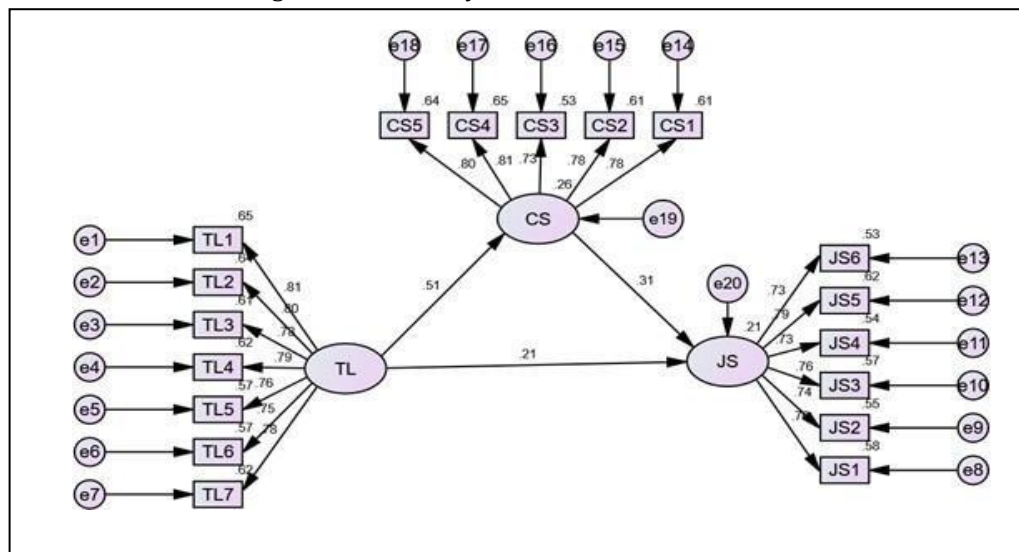 e18 e17 e16 e15 e14
.64 .65 .53 .61 .61
CS5 CS4 CS3 CS2 CS1
.80 .81 .73 .78 .78
.26
CS
e19
.65
e1 TL1
e2 TL2
.61
e3 TL3
.62
e4 TL4
.57
e5 TL5
.57
e6 TL6
.62
e7 TL7
.81
.80
.78
.79
.76
.75
.78
TL
.51
.31
.21
e20
.21
JS
.53
JS6 e13
.62
JS5 e12
.54
JS4 e11
.57
JS3 e10
.55
JS2 e9
.58
JS1 e8
.73
.79
.73
.76
.74